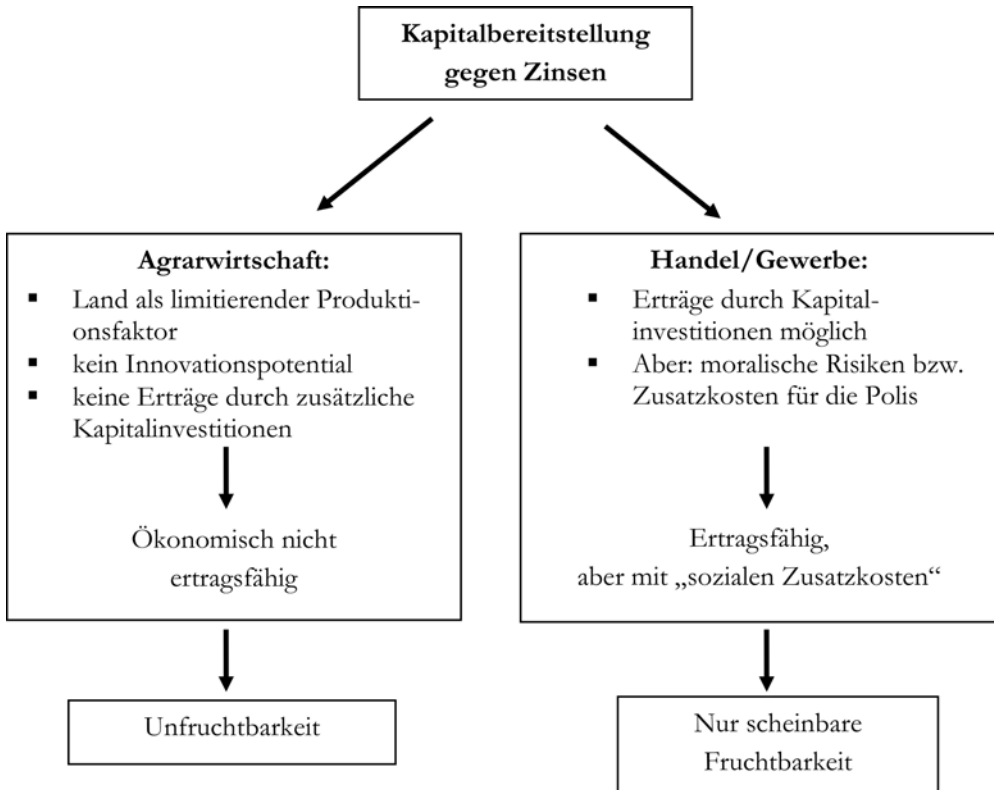 Kapitalbereitstellung
gegen Zinsen
Agrarwirtschaft:
▪ Land als limitierender Produkti-
onsfaktor
▪ kein Innovationspotential
▪ keine Erträge durch zusätzliche
Kapitalinvestitionen
Ökonomisch nicht
ertragsfähig
Unfruchtbarkeit
Handel/Gewerbe:
▪ Erträge durch Kapital-
investitionen möglich
▪ Aber: moralische Risiken bzw.
Zusatzkosten für die Polis
Ertragsfähig,
aber mit „sozialen Zusatzkosten“
Nur scheinbare
Fruchtbarkeit